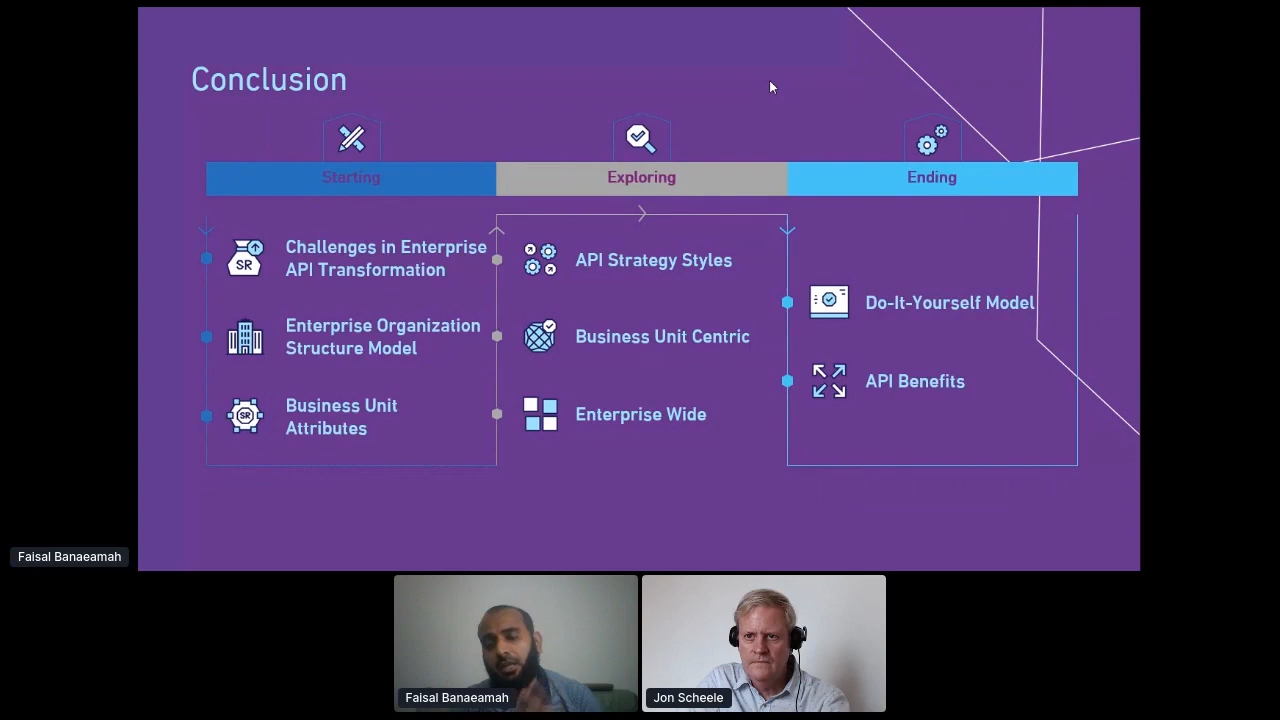 Conclusion
Starting
Exploring
Ending
SR
Challenges in Enterprise
API Transformation
Enterprise Organization
Structure Model
SR
Business Unit
Attributes
API Strategy Styles
Business Unit Centric
Enterprise Wide
Do-It-Yourself Model
API Benefits
Faisal Banaeamah
Faisal Banaeamah
Jon Scheele